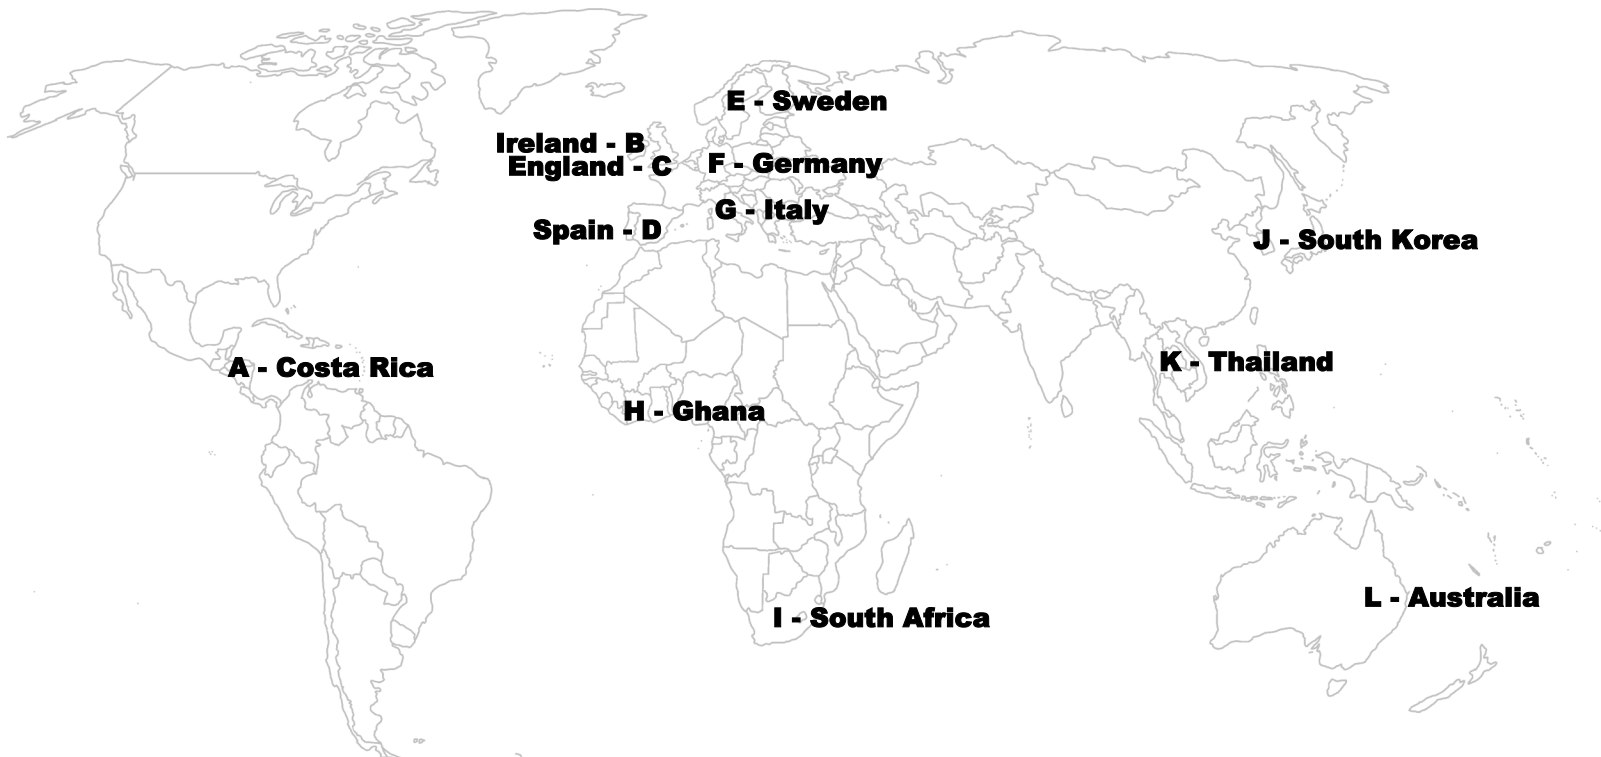 E - Sweden
Ireland - B
England - C
F - Germany
G - Italy
Spain - D
J - South Korea
A - Costa Rica
K - Thailand
H - Ghana
I - South Africa
L - Australia